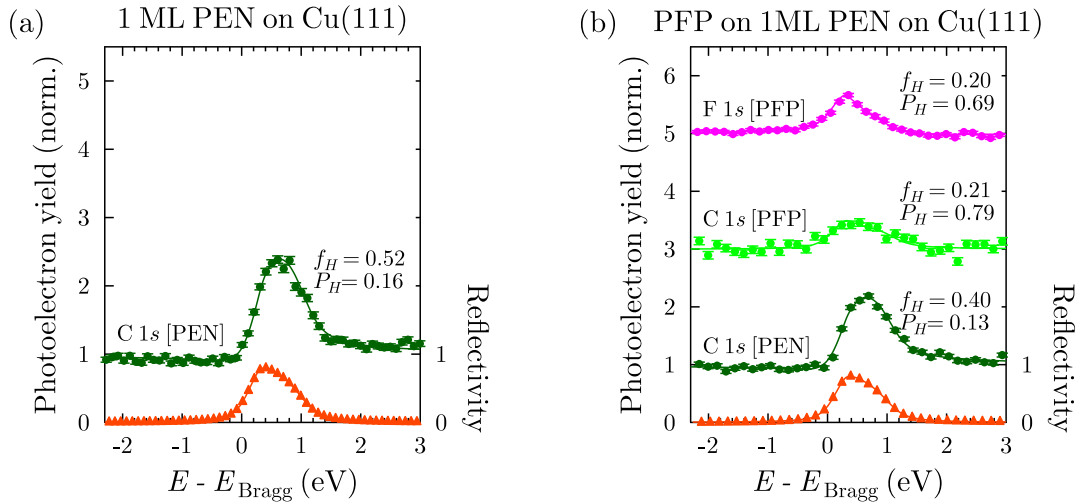 (a) 1 ML PEN on Cu(111)
Photoelectron yield (norm.)
5
4
3
2
1
0
f_H = 0.52
P_H = 0.16
C 1s [PEN]
1
0
Reflectivity
-2 -1 0 1 2 3
E - E_Bragg (eV)
(b) PFP on 1ML PEN on Cu(111)
Photoelectron yield (norm.)
6
5
4
3
2
1
0
f_H = 0.20
P_H = 0.69
F 1s [PFP]
f_H = 0.21
P_H = 0.79
C 1s [PFP]
f_H = 0.40
P_H = 0.13
C 1s [PEN]
1
0
Reflectivity
-2 -1 0 1 2 3
E - E_Bragg (eV)